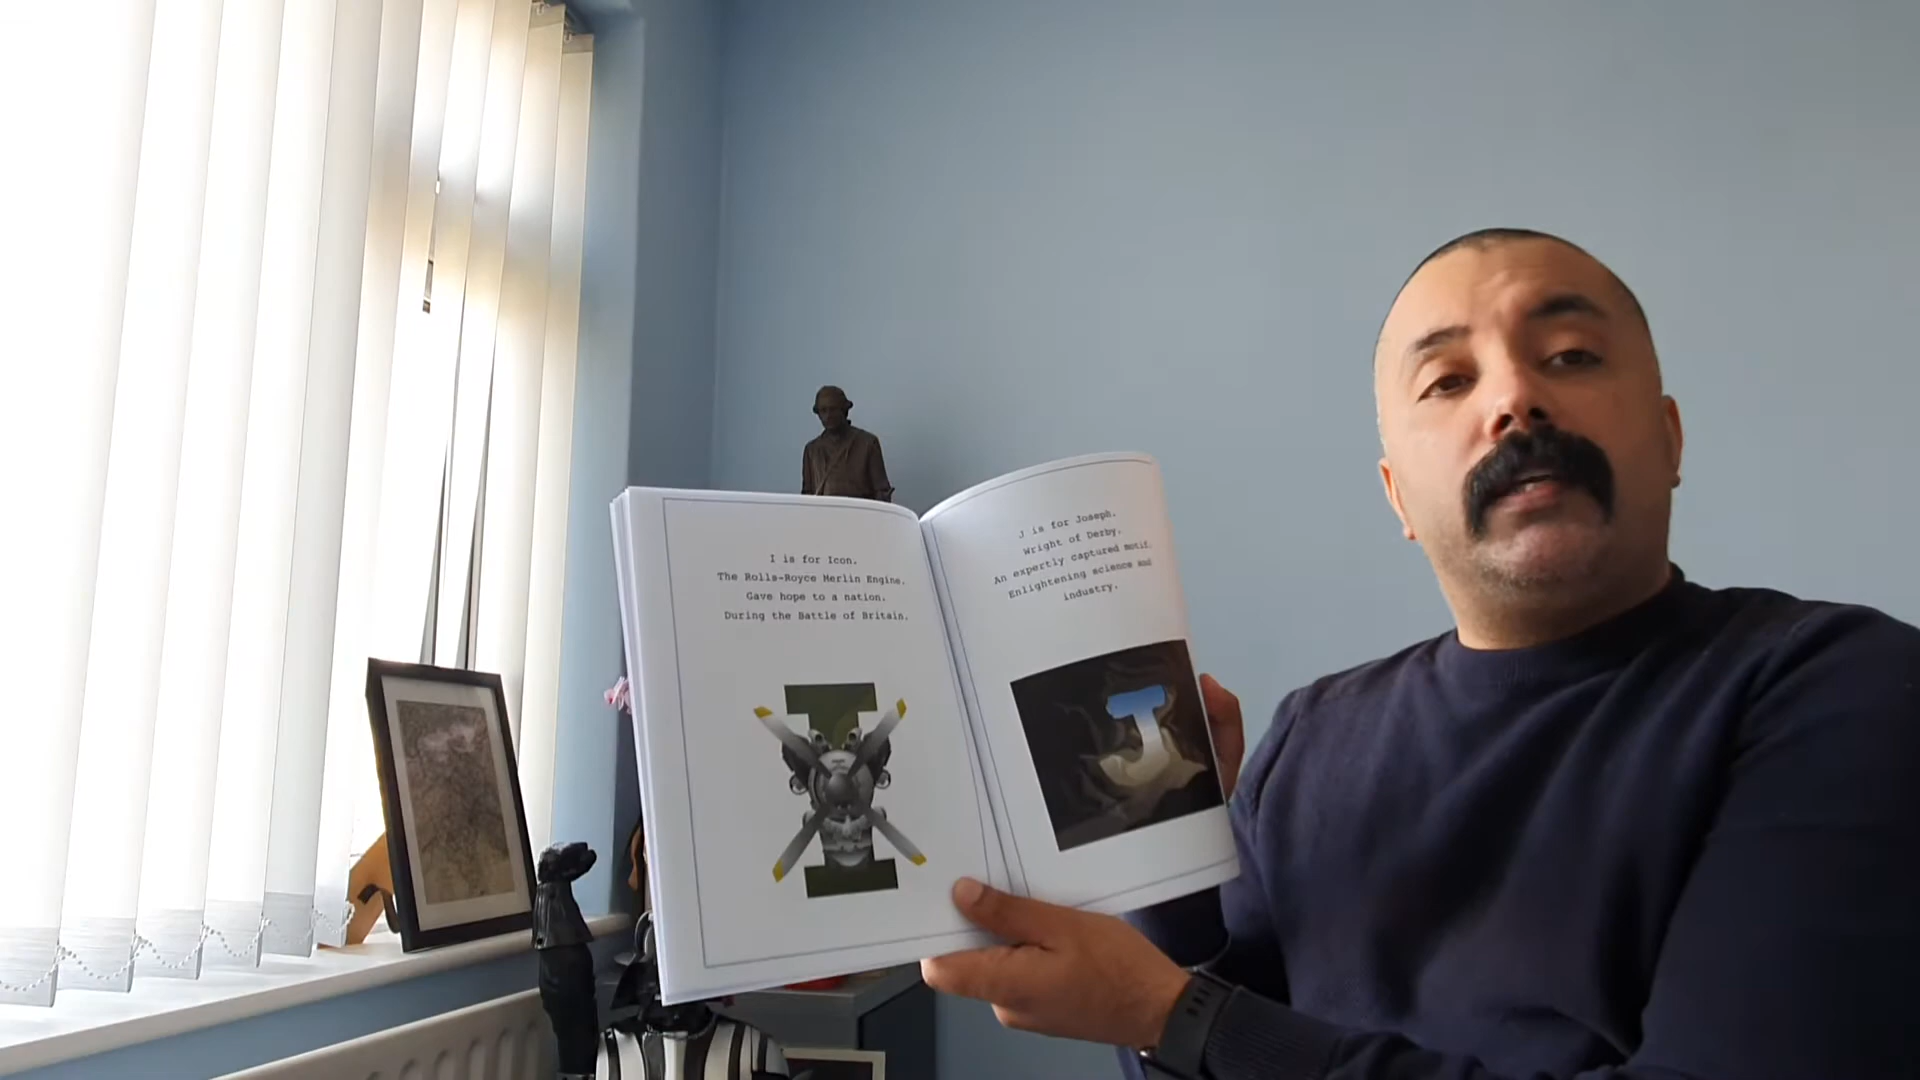 I is for Icon.
The Rolls-Royce Merlin Engine.
Gave hope to a nation.
During the Battle of Britain.
I
J is for Joseph.
Wright of Derby.
An expertly captured motif.
Enlightening science and
industry.
J